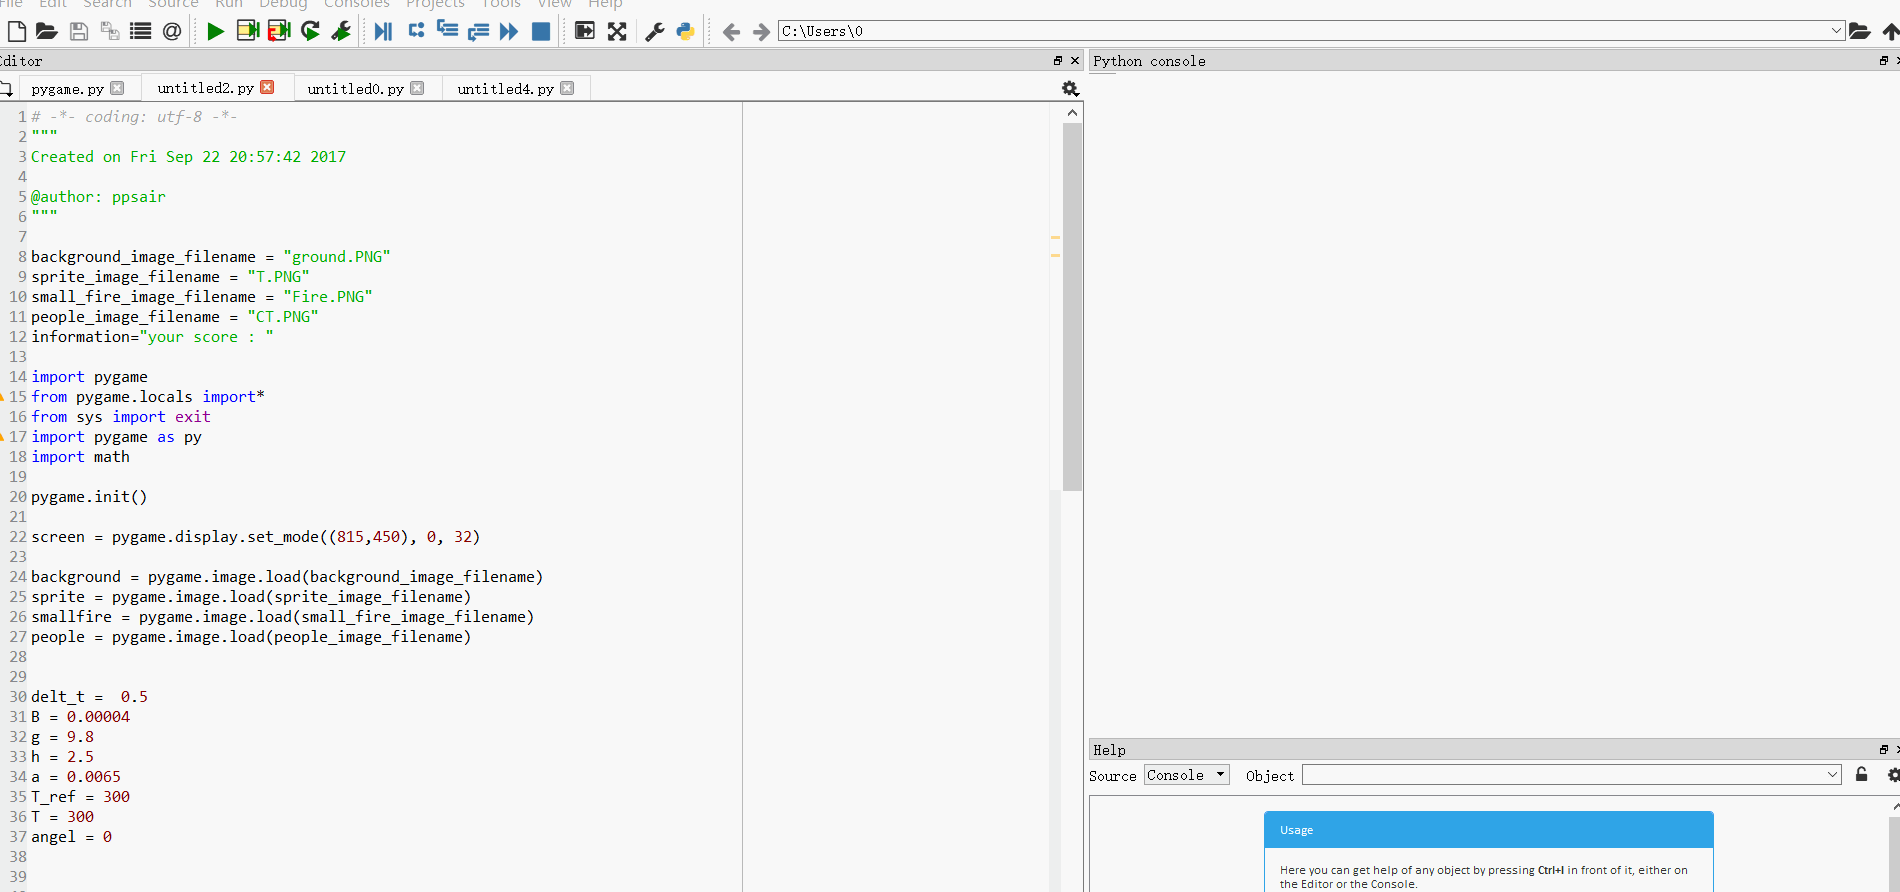 File Edit Search Source Run Debug Consoles Projects Tools View Help
C:\Users\0
Editor
Python console
pygame.py untitled2.py untitled0.py untitled4.py
1 # -*- coding: utf-8 -*-
2 """
3 Created on Fri Sep 22 20:57:42 2017
4
5 @author: ppsair
6 """
7
8 background_image_filename = "ground.PNG"
9 sprite_image_filename = "T.PNG"
10 small_fire_image_filename = "Fire.PNG"
11 people_image_filename = "CT.PNG"
12 information="your score : "
13
14 import pygame
15 from pygame.locals import*
16 from sys import exit
17 import pygame as py
18 import math
19
20 pygame.init()
21
22 screen = pygame.display.set_mode((815,450), 0, 32)
23
24 background = pygame.image.load(background_image_filename)
25 sprite = pygame.image.load(sprite_image_filename)
26 smallfire = pygame.image.load(small_fire_image_filename)
27 people = pygame.image.load(people_image_filename)
28
29
30 delt_t =  0.5
31 B = 0.00004
32 g = 9.8
33 h = 2.5
34 a = 0.0065
35 T_ref = 300
36 T = 300
37 angel = 0
38
39
Help
Source Console Object
Usage
Here you can get help of any object by pressing Ctrl+I in front of it, either on
the Editor or the Console.